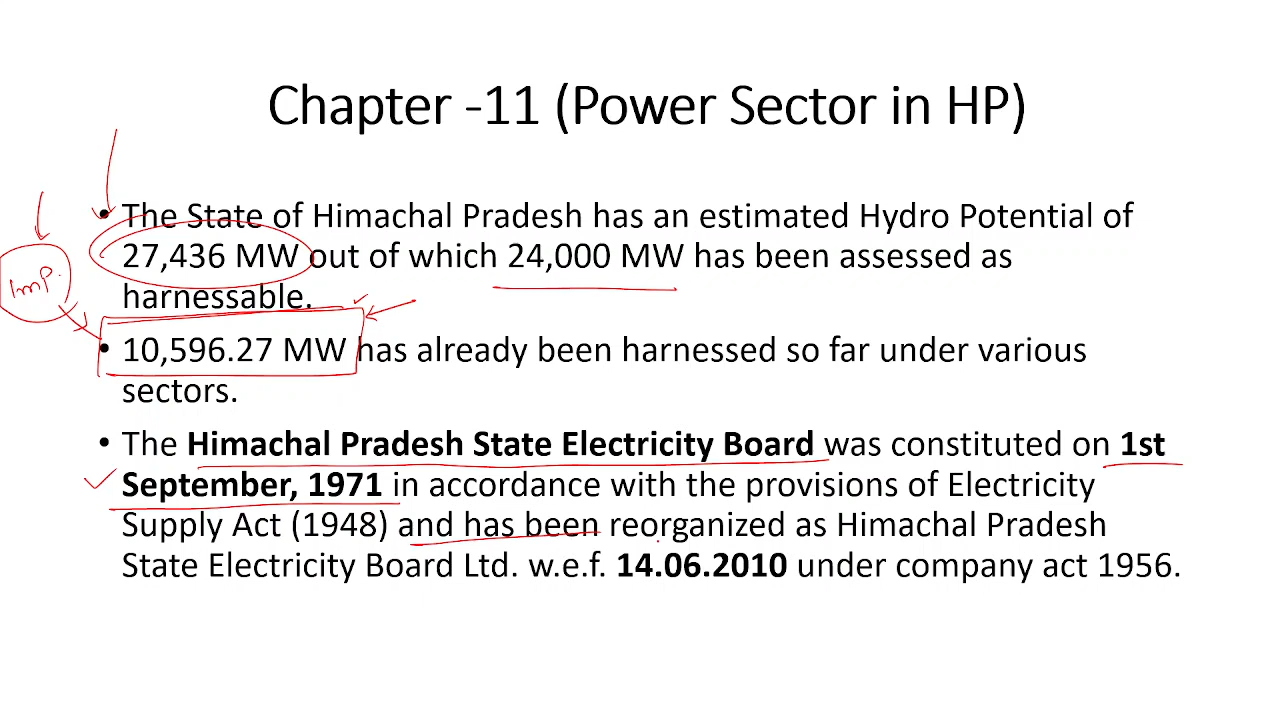 Chapter -11 (Power Sector in HP)
• The State of Himachal Pradesh has an estimated Hydro Potential of
27,436 MW out of which 24,000 MW has been assessed as
harnessable.
Imp.
• 10,596.27 MW has already been harnessed so far under various
sectors.
• The Himachal Pradesh State Electricity Board was constituted on 1st
September, 1971 in accordance with the provisions of Electricity
Supply Act (1948) and has been reorganized as Himachal Pradesh
State Electricity Board Ltd. w.e.f. 14.06.2010 under company act 1956.